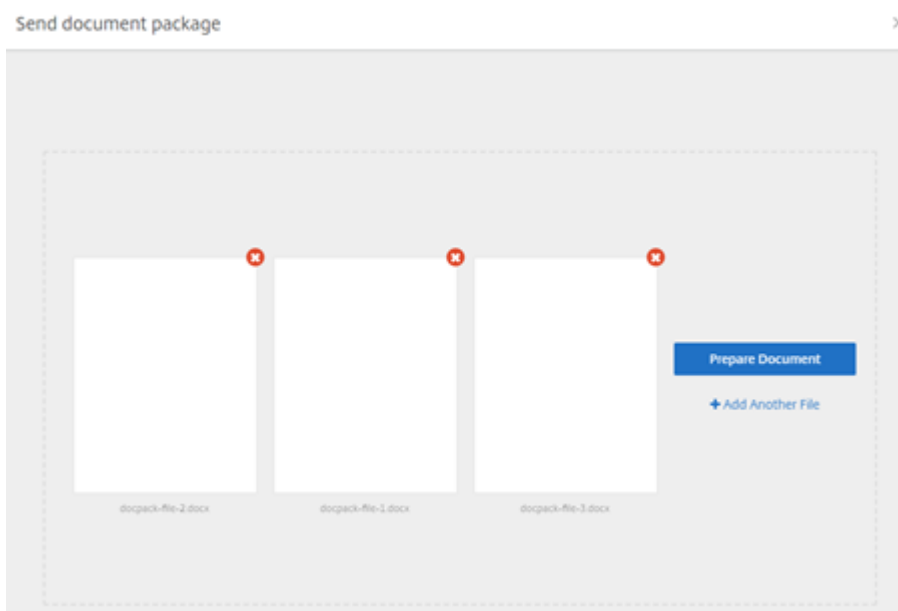 Send document package
Prepare Document
Add Another File
docpack-file-2.docx
docpack-file-1.docx
docpack-file-3.docx